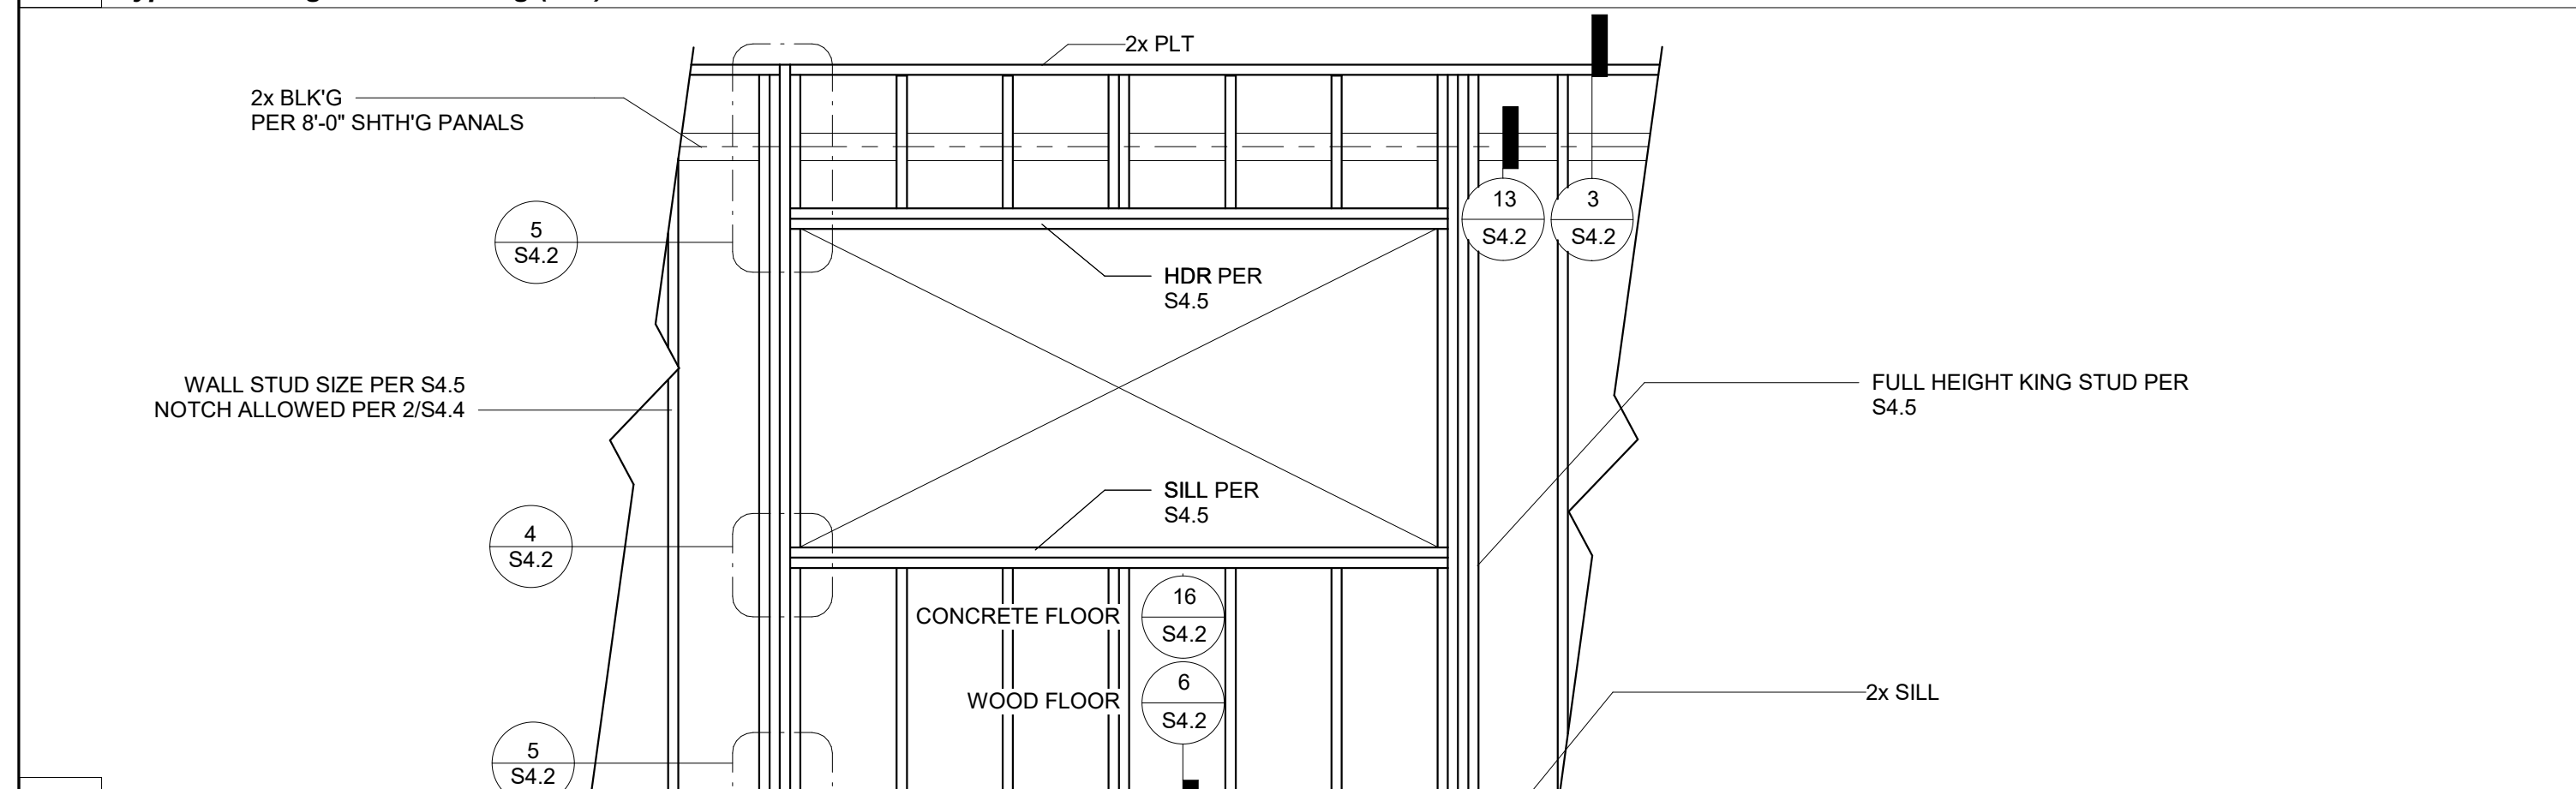 2x PLT
2x BLK'G
PER 8'-0" SHTH'G PANALS
13
S4.2
3
S4.2
5
S4.2
HDR PER
S4.5
WALL STUD SIZE PER S4.5
NOTCH ALLOWED PER 2/S4.4
FULL HEIGHT KING STUD PER
S4.5
SILL PER
S4.5
4
S4.2
CONCRETE FLOOR
16
S4.2
WOOD FLOOR
6
S4.2
2x SILL
5
S4.2